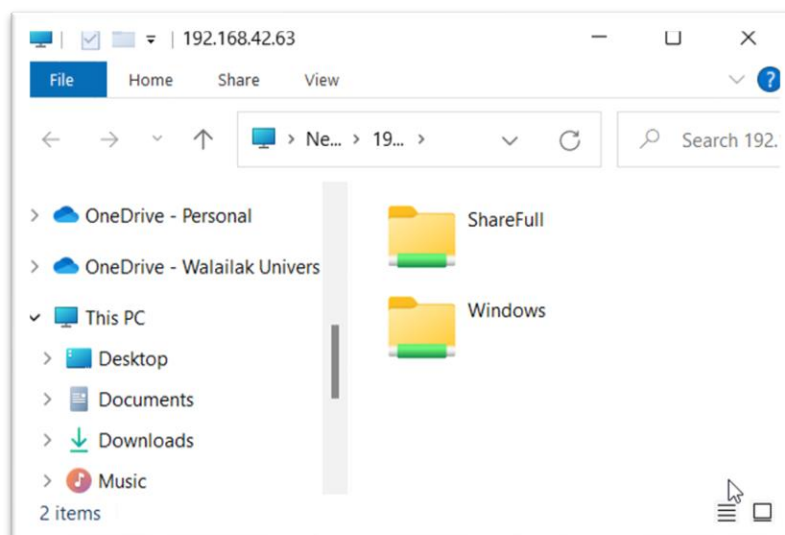 192.168.42.63
File Home Share View
?
Ne... 19... Search 192.
OneDrive - Personal
OneDrive - Walailak Univers
This PC
Desktop
Documents
Downloads
Music
2 items
ShareFull
Windows